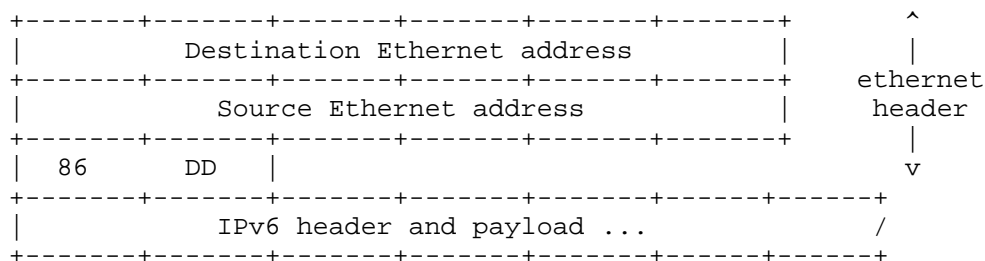 +-------+-------+-------+-------+-------+-------+ ^
| Destination Ethernet address | |
+-------+-------+-------+-------+-------+-------+ ethernet
| Source Ethernet address | header
+-------+-------+-------+-------+-------+-------+ |
| 86 DD | v
+-------+-------+-------+-------+-------+------+------+
| IPv6 header and payload ... /
+-------+-------+-------+-------+-------+------+------+